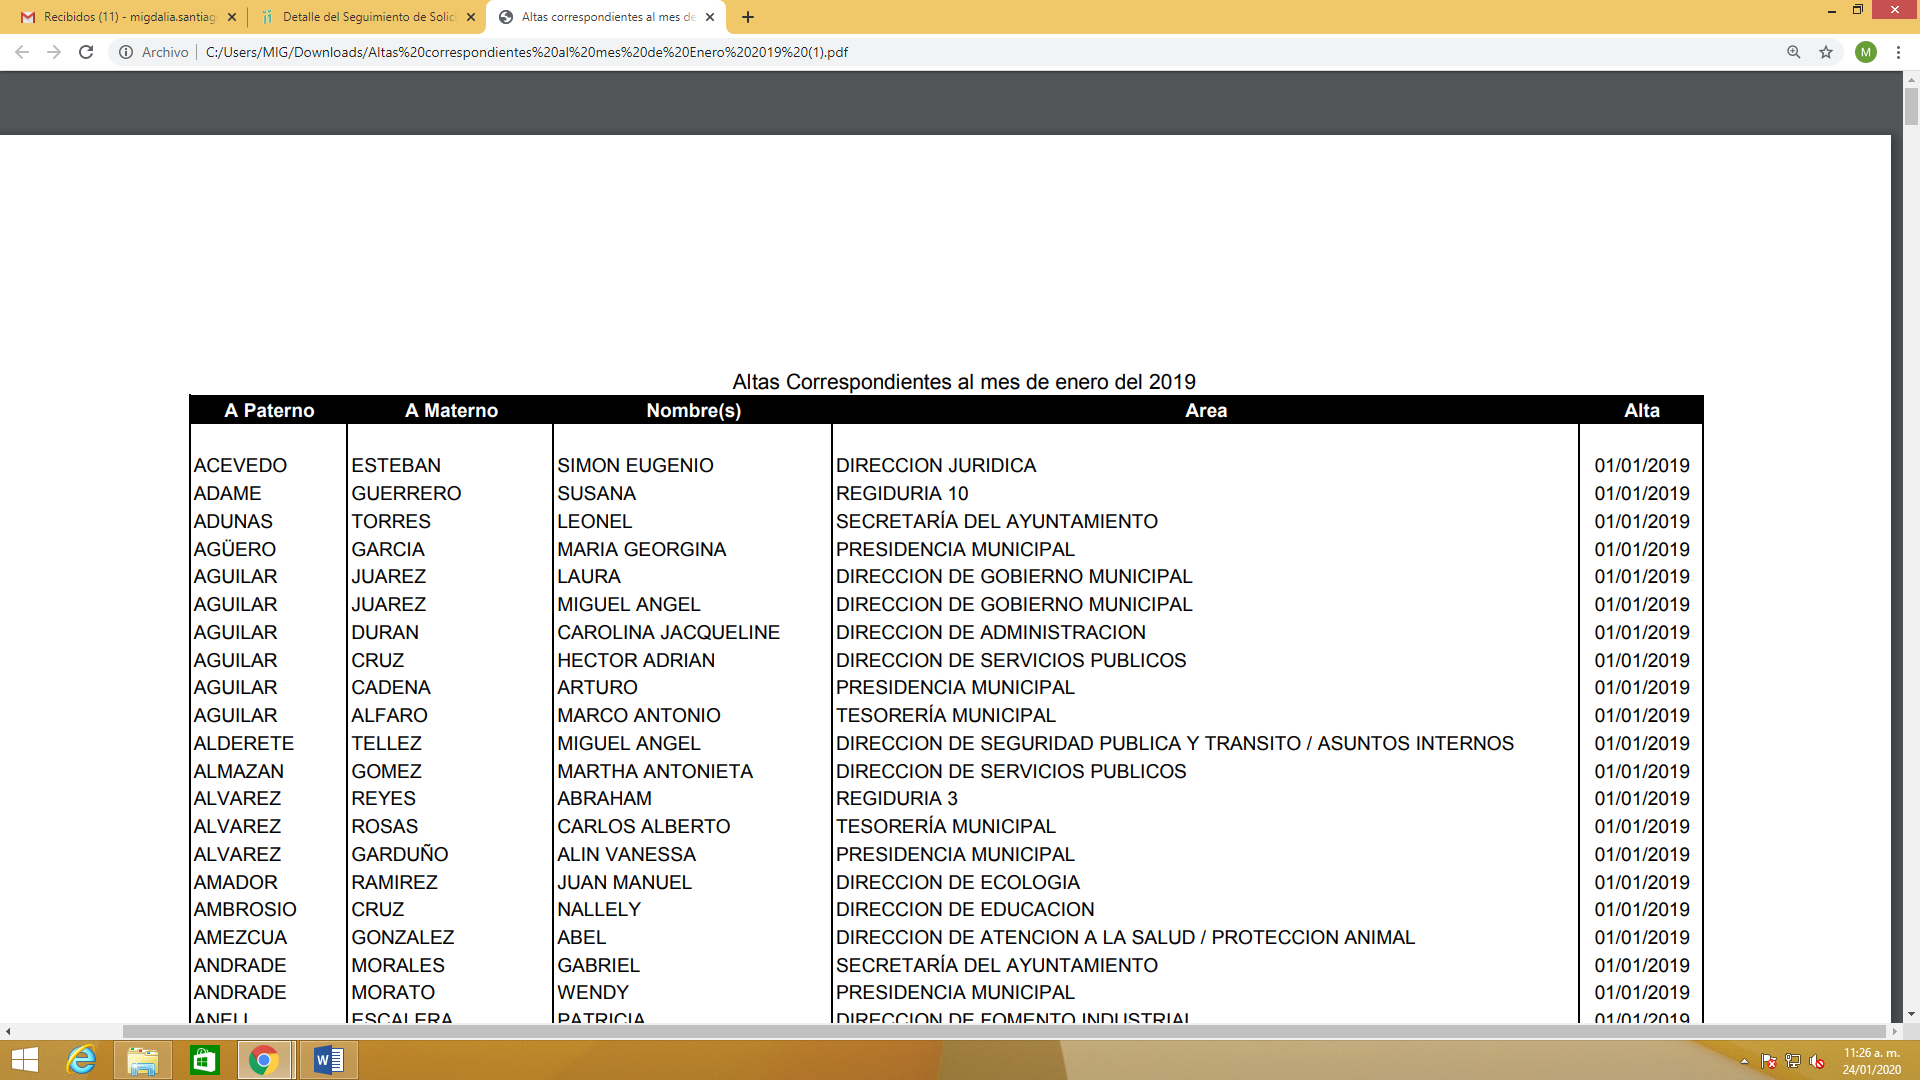 Recibidos (11) - migdalia.santiag
Detalle del Seguimiento de Solic
Altas correspondientes al mes de
Archivo C:/Users/MIG/Downloads/Altas%20correspondientes%20al%20mes%20de%20Enero%202019%20(1).pdf
M
Altas Correspondientes al mes de enero del 2019
A Paterno A Materno Nombre(s) Area Alta
ACEVEDO ESTEBAN SIMON EUGENIO DIRECCION JURIDICA 01/01/2019
ADAME GUERRERO SUSANA REGIDURIA 10 01/01/2019
ADUNAS TORRES LEONEL SECRETARÍA DEL AYUNTAMIENTO 01/01/2019
AGÜERO GARCIA MARIA GEORGINA PRESIDENCIA MUNICIPAL 01/01/2019
AGUILAR JUAREZ LAURA DIRECCION DE GOBIERNO MUNICIPAL 01/01/2019
AGUILAR JUAREZ MIGUEL ANGEL DIRECCION DE GOBIERNO MUNICIPAL 01/01/2019
AGUILAR DURAN CAROLINA JACQUELINE DIRECCION DE ADMINISTRACION 01/01/2019
AGUILAR CRUZ HECTOR ADRIAN DIRECCION DE SERVICIOS PUBLICOS 01/01/2019
AGUILAR CADENA ARTURO PRESIDENCIA MUNICIPAL 01/01/2019
AGUILAR ALFARO MARCO ANTONIO TESORERÍA MUNICIPAL 01/01/2019
ALDERETE TELLEZ MIGUEL ANGEL DIRECCION DE SEGURIDAD PUBLICA Y TRANSITO / ASUNTOS INTERNOS 01/01/2019
ALMAZAN GOMEZ MARTHA ANTONIETA DIRECCION DE SERVICIOS PUBLICOS 01/01/2019
ALVAREZ REYES ABRAHAM REGIDURIA 3 01/01/2019
ALVAREZ ROSAS CARLOS ALBERTO TESORERÍA MUNICIPAL 01/01/2019
ALVAREZ GARDUÑO ALIN VANESSA PRESIDENCIA MUNICIPAL 01/01/2019
AMADOR RAMIREZ JUAN MANUEL DIRECCION DE ECOLOGIA 01/01/2019
AMBROSIO CRUZ NALLELY DIRECCION DE EDUCACION 01/01/2019
AMEZCUA GONZALEZ ABEL DIRECCION DE ATENCION A LA SALUD / PROTECCION ANIMAL 01/01/2019
ANDRADE MORALES GABRIEL SECRETARÍA DEL AYUNTAMIENTO 01/01/2019
ANDRADE MORATO WENDY PRESIDENCIA MUNICIPAL 01/01/2019
ESCALERA PATRICIA DIRECCION DE FOMENTO INDUSTRIAL 01/01/2019
11:26 a. m.
24/01/2020